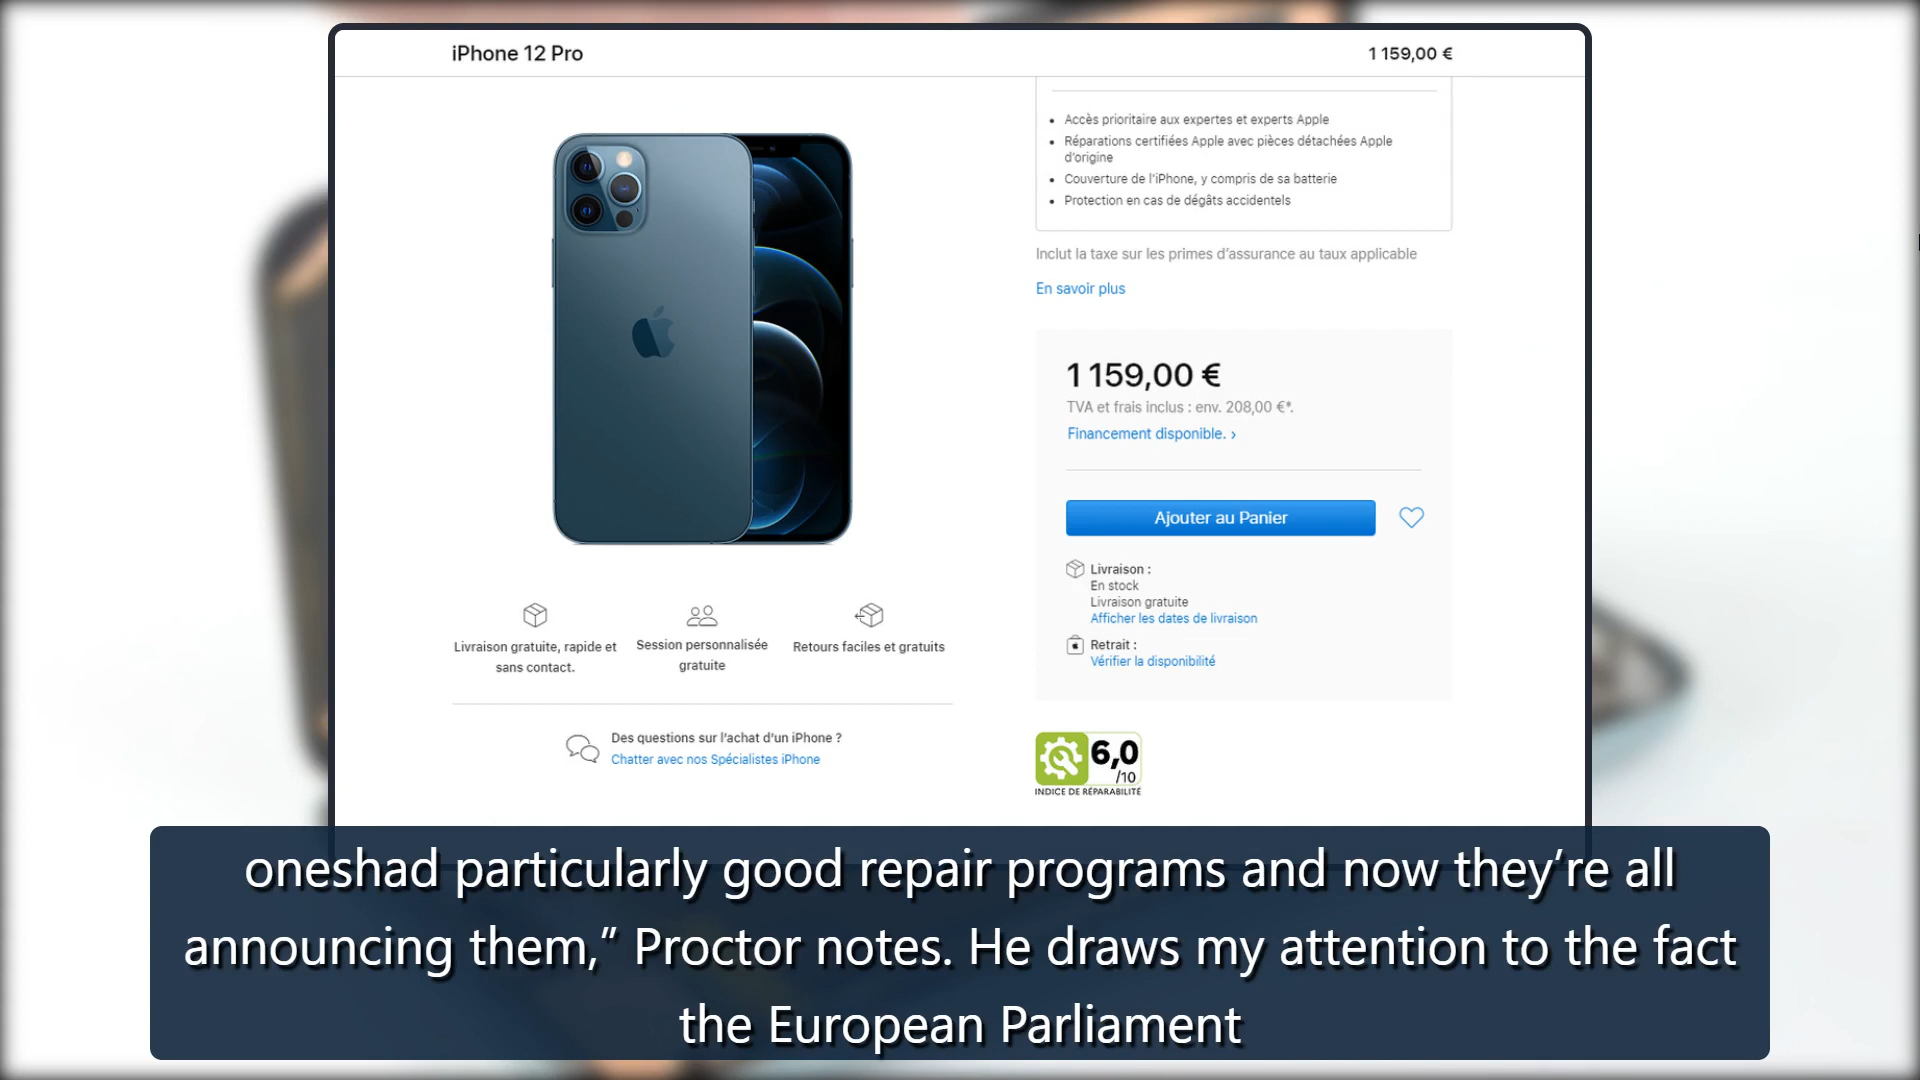 iPhone 12 Pro
1 159,00 €
Accès prioritaire aux expertes et experts Apple
Réparations certifiées Apple avec pièces détachées Apple
d'origine
Couverture de l'iPhone, y compris de sa batterie
Protection en cas de dégâts accidentels
Inclut la taxe sur les primes d'assurance au taux applicable
En savoir plus
1 159,00 €
TVA et frais inclus : env. 208,00 €*.
Financement disponible. ›
Ajouter au Panier
Livraison :
En stock
Livraison gratuite
Afficher les dates de livraison
Retrait :
Vérifier la disponibilité
Livraison gratuite, rapide et
sans contact.
Session personnalisée
gratuite
Retours faciles et gratuits
Des questions sur l'achat d'un iPhone ?
Chatter avec nos Spécialistes iPhone
6,0
/10
INDICE DE RÉPARABILITÉ
oneshad particularly good repair programs and now they’re all
announcing them,” Proctor notes. He draws my attention to the fact
the European Parliament